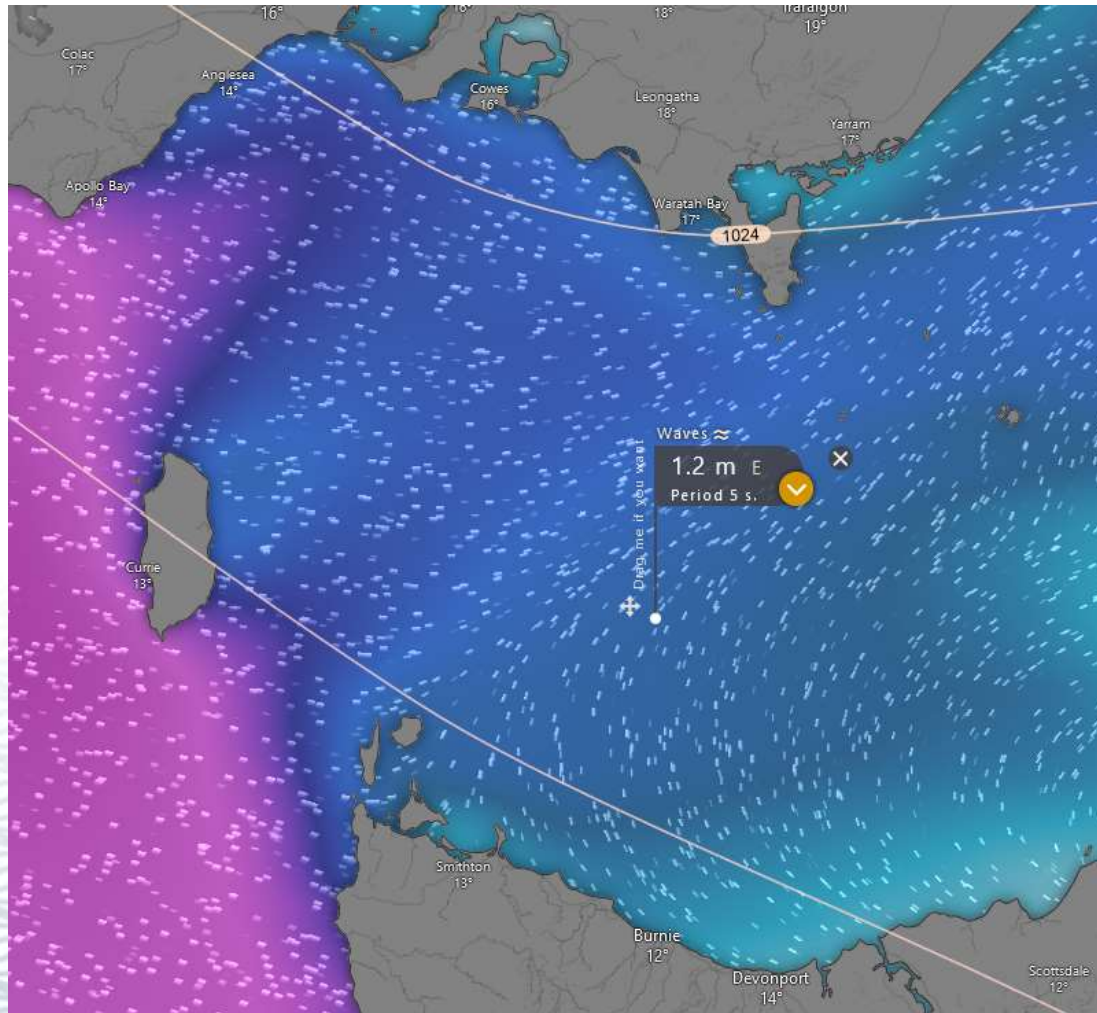 16°
18°
Traralgon
19°
Colac
17°
Anglesea
14°
Cowes
16°
Leongatha
18°
Yarram
17°
Apollo Bay
14°
Waratah Bay
17°
1024
Waves ≈
1.2 m E
Period 5 s.
Drag me if you want
Currie
13°
Smithton
13°
Burnie
12°
Devonport
14°
Scottsdale
12°